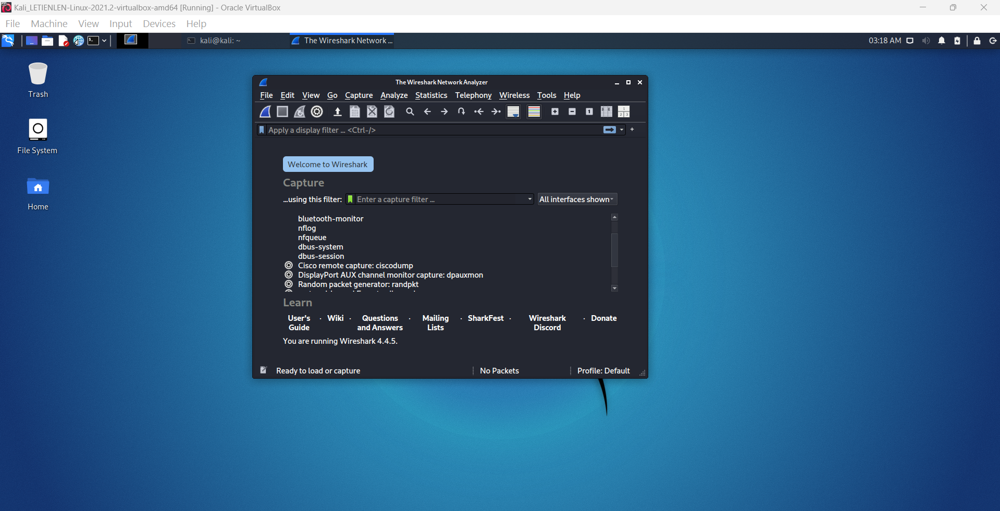 Kali_LETIENLEN-Linux-2021.2-virtualbox-amd64 [Running] - Oracle VirtualBox
File Machine View Input Devices Help
kali@kali: ~
The Wireshark Network ...
03:18 AM
Trash
File System
Home
The Wireshark Network Analyzer
File Edit View Go Capture Analyze Statistics Telephony Wireless Tools Help
Apply a display filter ... <Ctrl-/>
Welcome to Wireshark
Capture
...using this filter: Enter a capture filter ... All interfaces shown
bluetooth-monitor
nflog
nfqueue
dbus-system
dbus-session
Cisco remote capture: ciscodump
DisplayPort AUX channel monitor capture: dpauxmon
Random packet generator: randpkt
Learn
User's Guide · Wiki · Questions and Answers · Mailing Lists · SharkFest · Wireshark Discord · Donate
You are running Wireshark 4.4.5.
Ready to load or capture
No Packets
Profile: Default